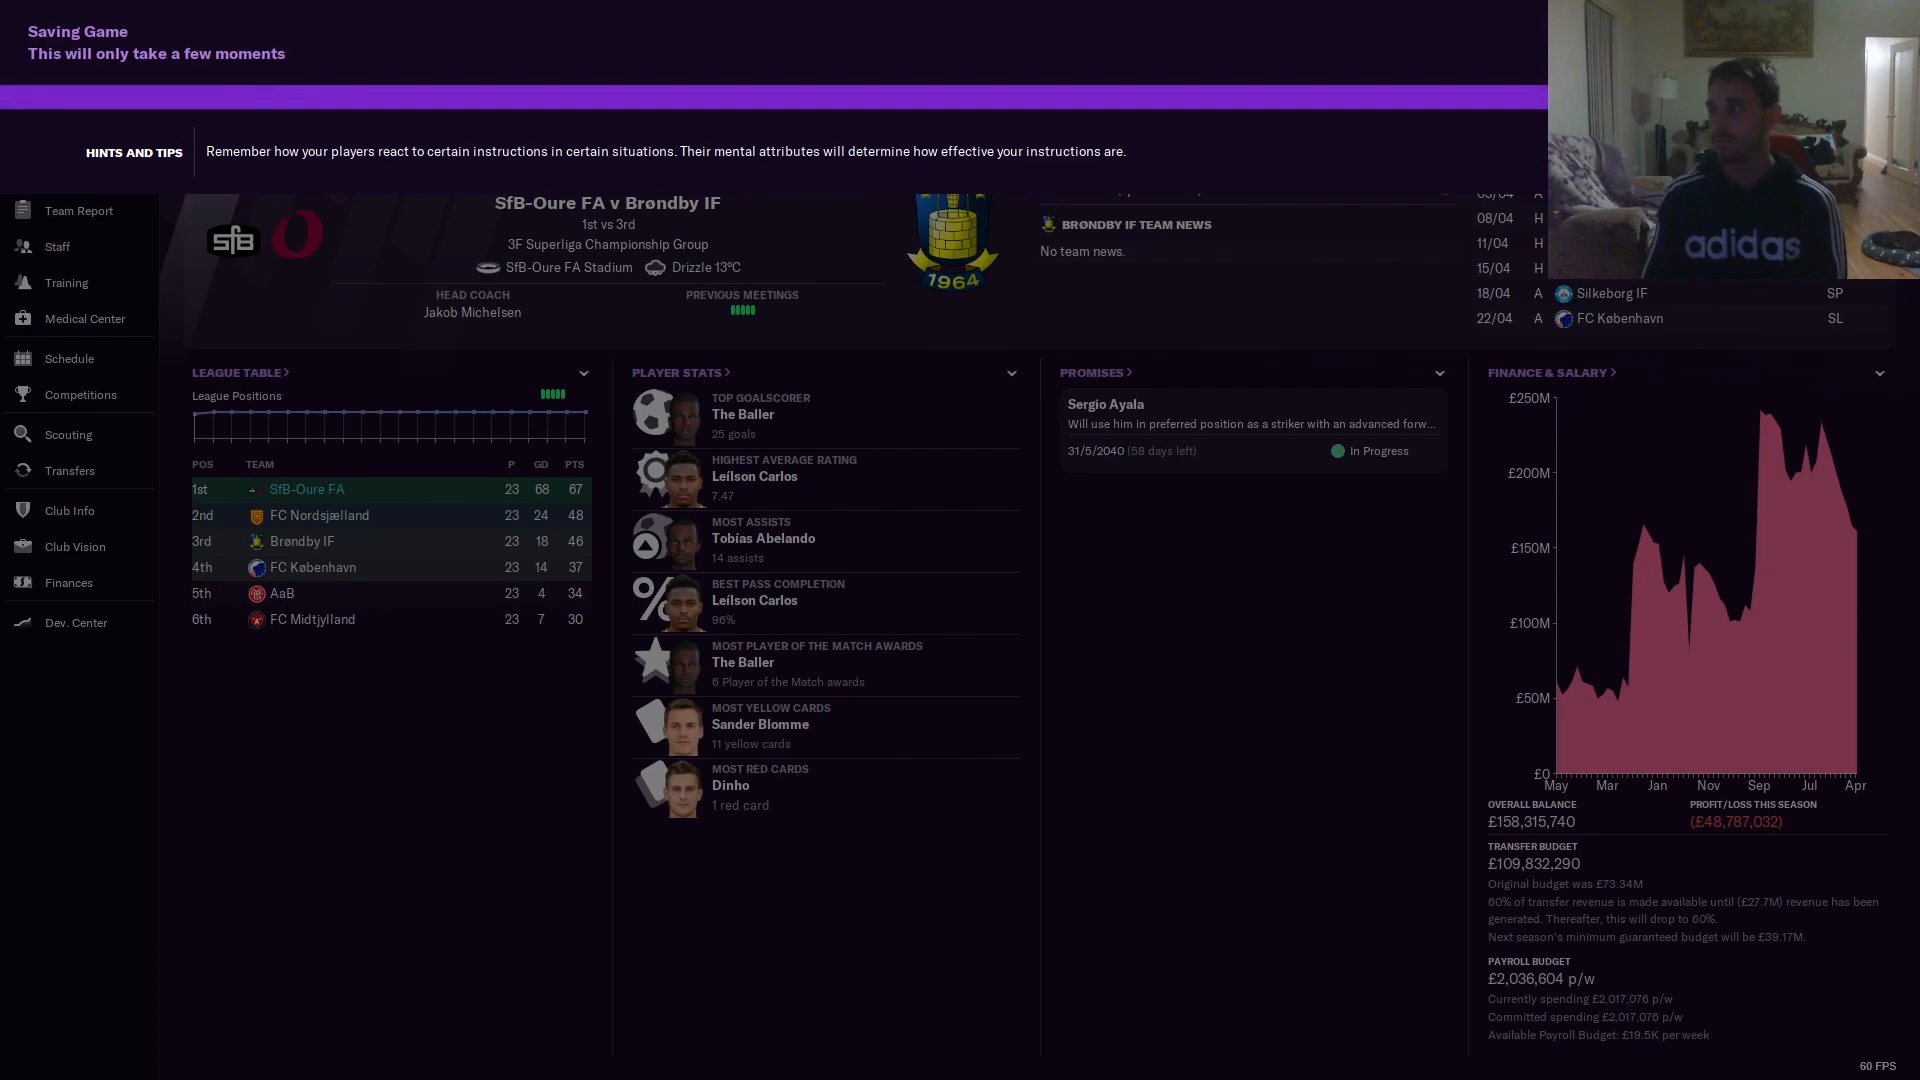 Saving Game
This will only take a few moments
HINTS AND TIPS
Remember how your players react to certain instructions in certain situations. Their mental attributes will determine how effective your instructions are.
adidas
Team Report
Staff
Training
Medical Center
Schedule
Competitions
Scouting
Transfers
Club Info
Club Vision
Finances
Dev. Center
SfB
SfB-Oure FA v Brøndby IF
1st vs 3rd
3F Superliga Championship Group
SfB-Oure FA Stadium
Drizzle 13°C
HEAD COACH
Jakob Michelsen
PREVIOUS MEETINGS
1964
BRØNDBY IF TEAM NEWS
No team news.
03/04 A
08/04 H
11/04 H
15/04 H
18/04 A Silkeborg IF SP
22/04 A FC København SL
LEAGUE TABLE
League Positions
POS TEAM P GD PTS
1st SfB-Oure FA 23 68 67
2nd FC Nordsjælland 23 24 48
3rd Brøndby IF 23 18 46
4th FC København 23 14 37
5th AaB 23 4 34
6th FC Midtjylland 23 7 30
PLAYER STATS
TOP GOALSCORER
The Baller
25 goals
HIGHEST AVERAGE RATING
Leílson Carlos
7.47
MOST ASSISTS
Tobías Abelando
14 assists
BEST PASS COMPLETION
Leílson Carlos
96%
MOST PLAYER OF THE MATCH AWARDS
The Baller
6 Player of the Match awards
MOST YELLOW CARDS
Sander Blomme
11 yellow cards
MOST RED CARDS
Dinho
1 red card
PROMISES
Sergio Ayala
Will use him in preferred position as a striker with an advanced forw...
31/5/2040 (58 days left)
In Progress
FINANCE & SALARY
£250M
£200M
£150M
£100M
£50M
£0
May Mar Jan Nov Sep Jul Apr
OVERALL BALANCE
£158,315,740
PROFIT/LOSS THIS SEASON
(£48,787,032)
TRANSFER BUDGET
£109,832,290
Original budget was £73.34M
60% of transfer revenue is made available until (£27.7M) revenue has been
generated. Thereafter, this will drop to 60%.
Next season's minimum guaranteed budget will be £39.17M.
PAYROLL BUDGET
£2,036,604 p/w
Currently spending £2,017,076 p/w
Committed spending £2,017,076 p/w
Available Payroll Budget: £19.5K per week
60 FPS